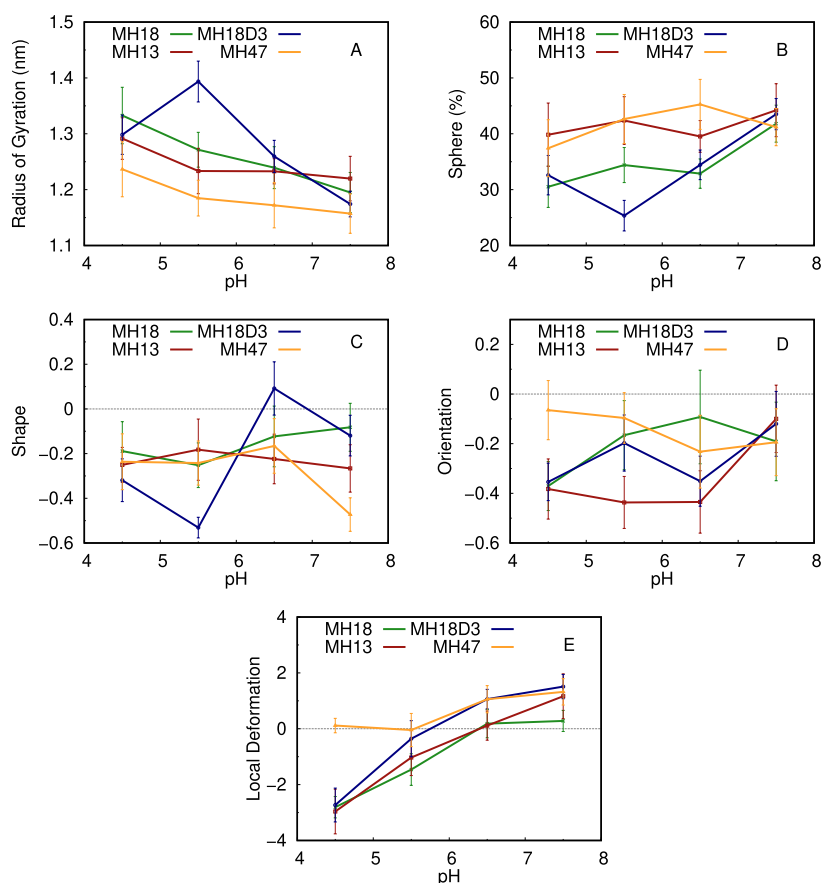 1.5
1.4
1.3
1.2
1.1
4 5 6 7 8
Radius of Gyration (nm)
pH
MH18 MH18D3 A
MH13 MH47
60
50
40
30
20
4 5 6 7 8
Sphere (%)
pH
MH18 MH18D3
MH13 MH47 B
0.4
0.2
0
−0.2
−0.4
−0.6
4 5 6 7 8
Shape
pH
MH18 MH18D3 C
MH13 MH47
0.2
0
−0.2
−0.4
−0.6
4 5 6 7 8
Orientation
pH
MH18 MH18D3
MH13 MH47 D
4
2
0
−2
−4
4 5 6 7 8
Local Deformation
pH
MH18 MH18D3
MH13 MH47 E